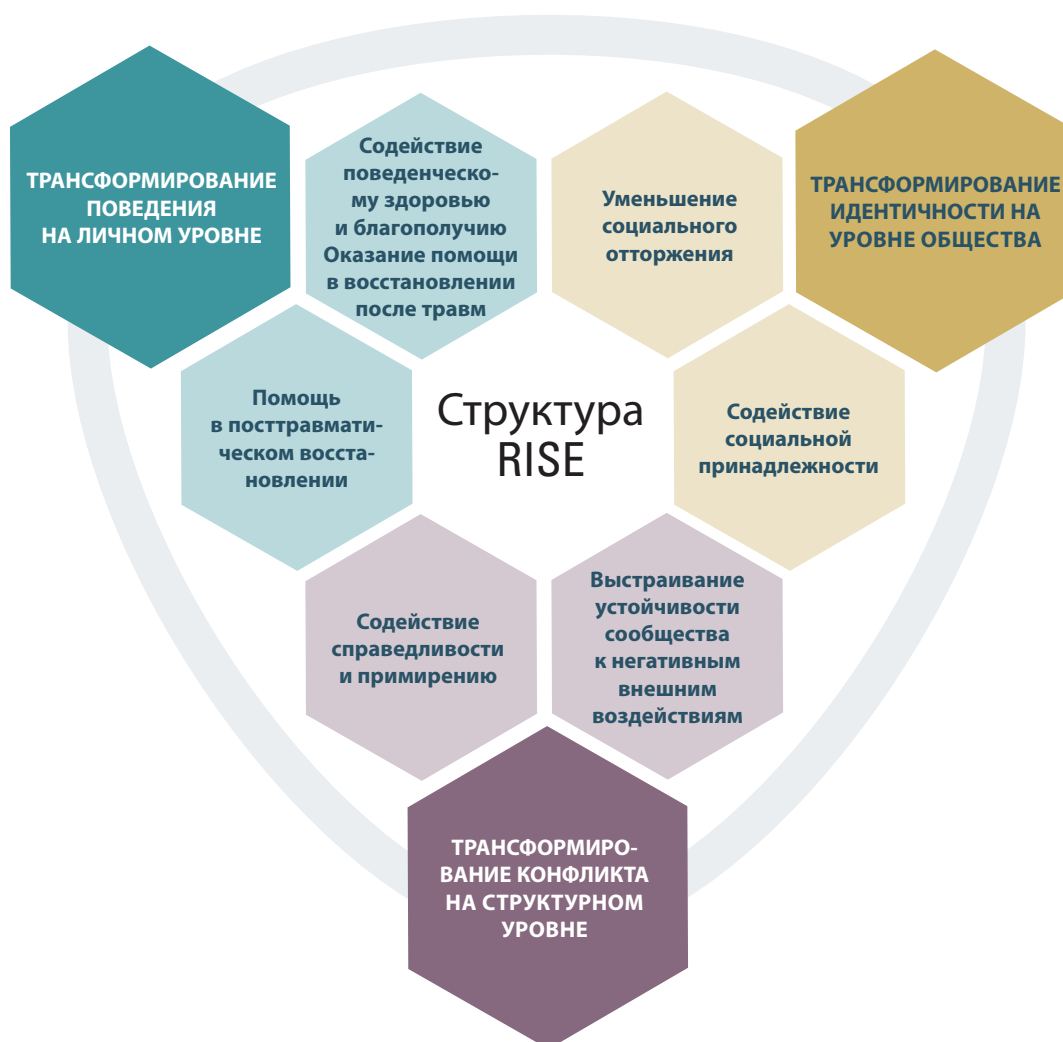 ТРАНСФОРМИРОВАНИЕ
ПОВЕДЕНИЯ
НА ЛИЧНОМ УРОВНЕ
Содействие
поведенческо-
му здоровью
и благополучию
Оказание помощи
в восстановлении
после травм
Уменьшение
социального
отторжения
ТРАНСФОРМИРОВАНИЕ
ИДЕНТИЧНОСТИ НА
УРОВНЕ ОБЩЕСТВА
Помощь
в посттравмати-
ческом восста-
новлении
Структура
RISE
Содействие
социальной
принадлежности
Содействие
справедливости
и примирению
Выстраивание
устойчивости
сообщества
к негативным
внешним
воздействиям
ТРАНСФОРМИРО-
ВАНИЕ КОНФЛИКТА
НА СТРУКТУРНОМ
УРОВНЕ